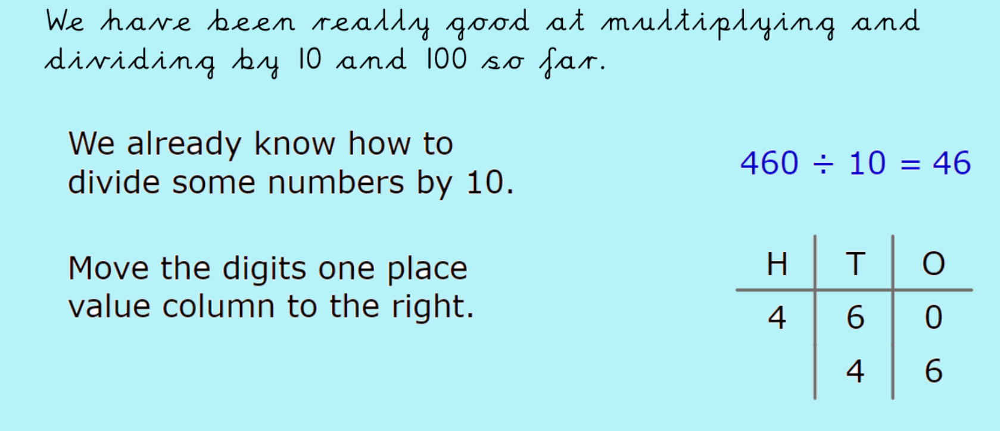 We have been really good at multiplying and
dividing by 10 and 100 so far.
We already know how to
divide some numbers by 10.
460 ÷ 10 = 46
Move the digits one place
value column to the right.
H T O
4 6 0
4 6